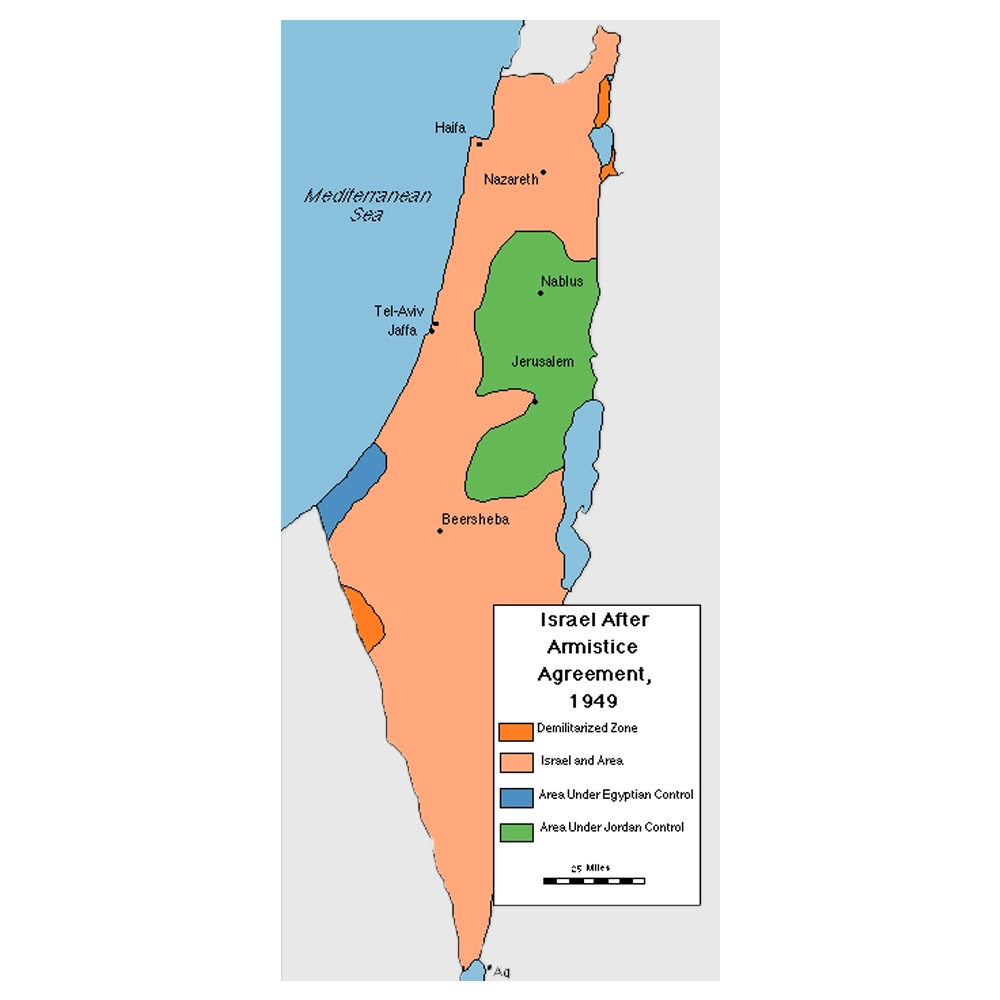 Haifa
Nazareth
Mediterranean
Sea
Nablus
Tel-Aviv
Jaffa
Jerusalem
Beersheba
Israel After
Armistice
Agreement,
1949
Demilitarized Zone
Israel and Area
Area Under Egyptian Control
Area Under Jordan Control
25 Miles
Aq